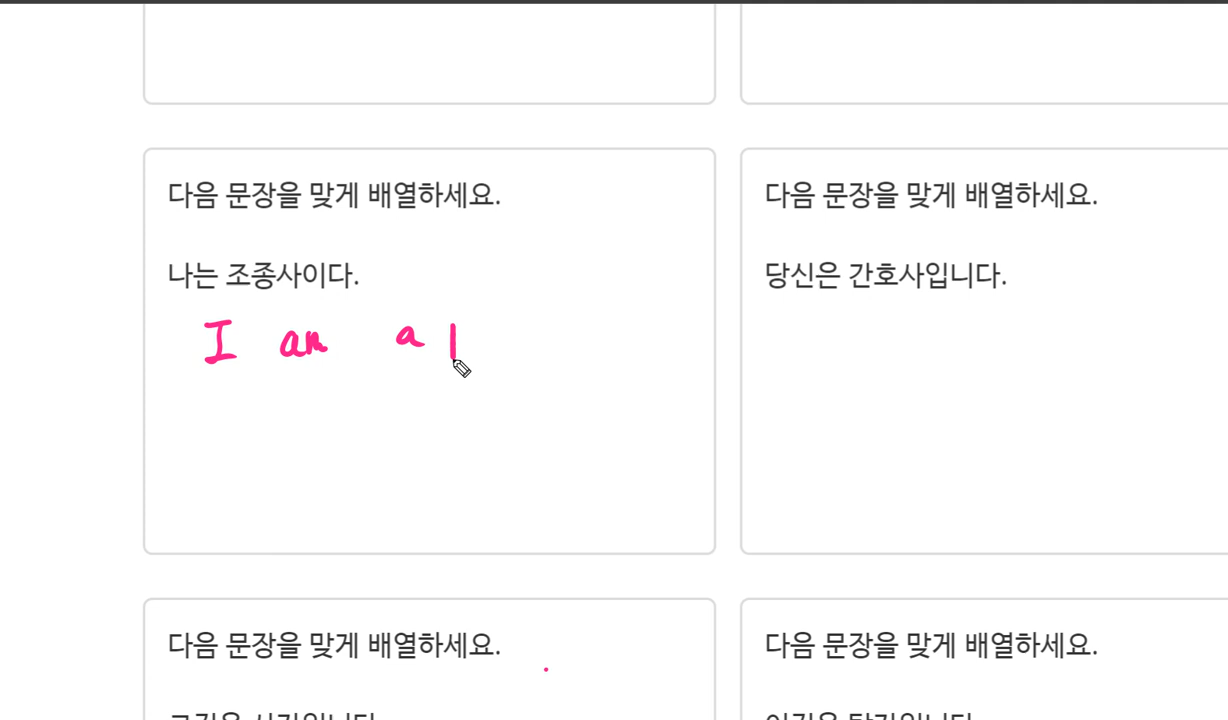 다음 문장을 맞게 배열하세요.
나는 조종사이다.
I am a
다음 문장을 맞게 배열하세요.
당신은 간호사입니다.
다음 문장을 맞게 배열하세요.
다음 문장을 맞게 배열하세요.